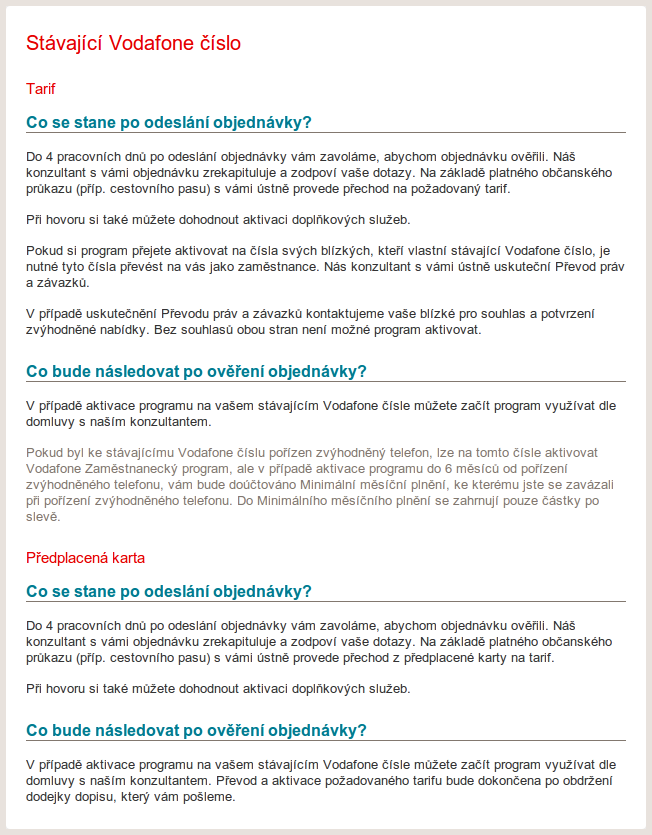 Stávající Vodafone číslo
Tarif
Co se stane po odeslání objednávky?
Do 4 pracovních dnů po odeslání objednávky vám zavoláme, abychom objednávku ověřili. Náš
konzultant s vámi objednávku zrekapituluje a zodpoví vaše dotazy. Na základě platného občanského
průkazu (příp. cestovního pasu) s vámi ústně provede přechod na požadovaný tarif.
Při hovoru si také můžete dohodnout aktivaci doplňkových služeb.
Pokud si program přejete aktivovat na čísla svých blízkých, kteří vlastní stávající Vodafone číslo, je
nutné tyto čísla převést na vás jako zaměstnance. Nás konzultant s vámi ústně uskuteční Převod práv
a závazků.
V případě uskutečnění Převodu práv a závazků kontaktujeme vaše blízké pro souhlas a potvrzení
zvýhodněné nabídky. Bez souhlasů obou stran není možné program aktivovat.
Co bude následovat po ověření objednávky?
V případě aktivace programu na vašem stávajícím Vodafone čísle můžete začít program využívat dle
domluvy s naším konzultantem.
Pokud byl ke stávajícímu Vodafone číslu pořízen zvýhodněný telefon, lze na tomto čísle aktivovat
Vodafone Zaměstnanecký program, ale v případě aktivace programu do 6 měsíců od pořízení
zvýhodněného telefonu, vám bude doúčtováno Minimální měsíční plnění, ke kterému jste se zavázali
při pořízení zvýhodněného telefonu. Do Minimálního měsíčního plnění se zahrnují pouze částky po
slevě.
Předplacená karta
Co se stane po odeslání objednávky?
Do 4 pracovních dnů po odeslání objednávky vám zavoláme, abychom objednávku ověřili. Náš
konzultant s vámi objednávku zrekapituluje a zodpoví vaše dotazy. Na základě platného občanského
průkazu (příp. cestovního pasu) s vámi ústně provede přechod z předplacené karty na tarif.
Při hovoru si také můžete dohodnout aktivaci doplňkových služeb.
Co bude následovat po ověření objednávky?
V případě aktivace programu na vašem stávajícím Vodafone čísle můžete začít program využívat dle
domluvy s naším konzultantem. Převod a aktivace požadovaného tarifu bude dokončena po obdržení
dodejky dopisu, který vám pošleme.